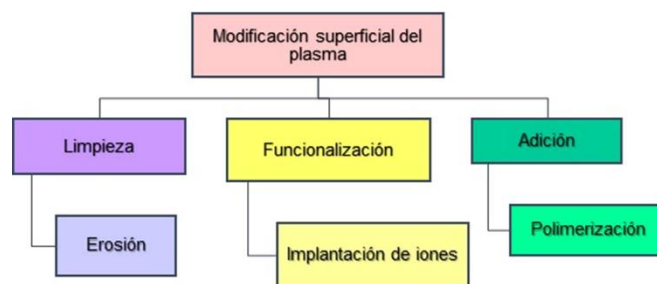 Modificación superficial del
plasma
Limpieza
Funcionalización
Adición
Erosión
Implantación de iones
Polimerización